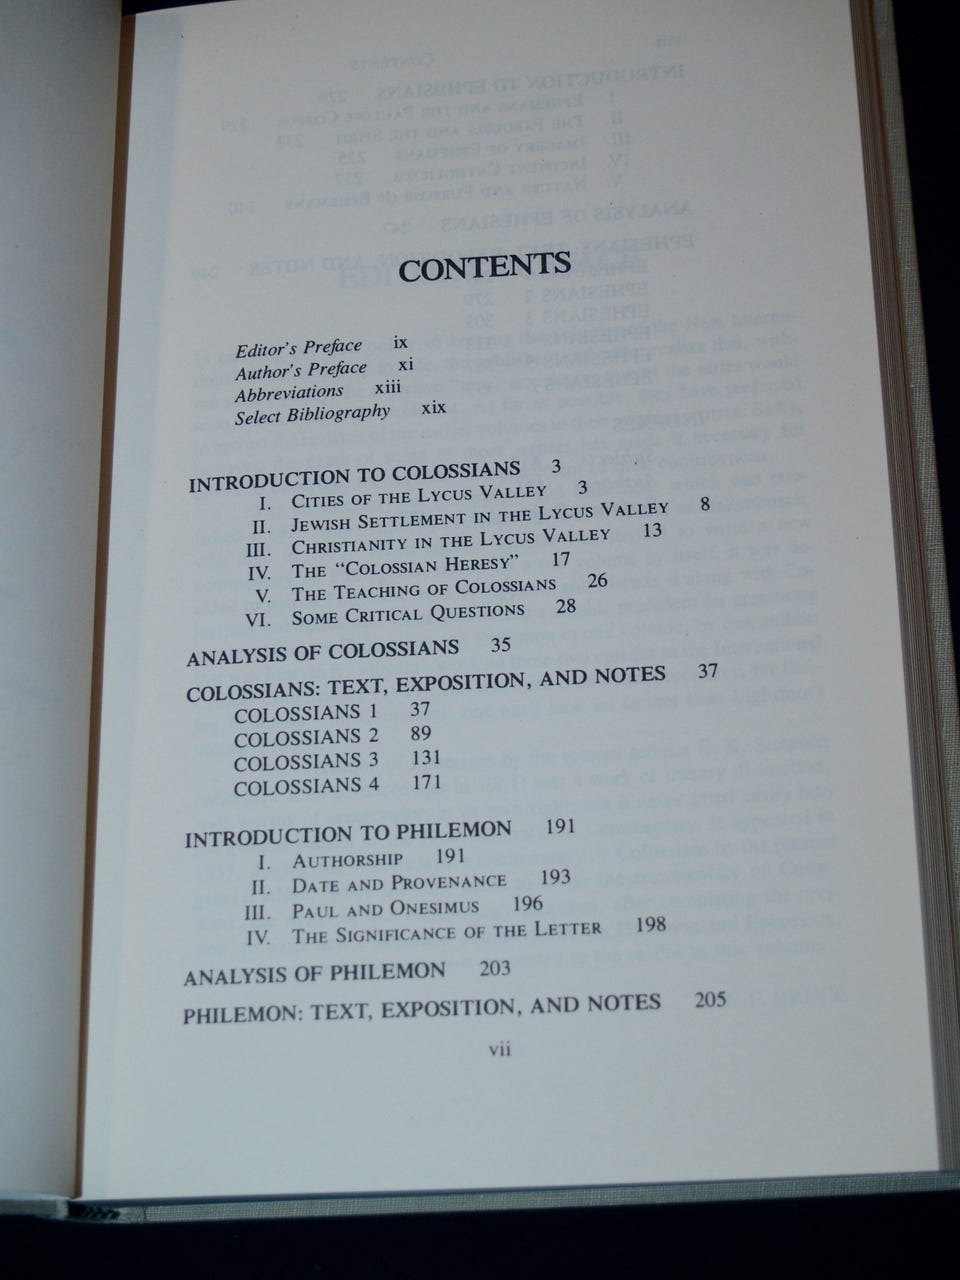 CONTENTS
Editor's Preface ix
Author's Preface xi
Abbreviations xiii
Select Bibliography xix
INTRODUCTION TO COLOSSIANS 3
I. CITIES OF THE LYCUS VALLEY 3
II. JEWISH SETTLEMENT IN THE LYCUS VALLEY 8
III. CHRISTIANITY IN THE LYCUS VALLEY 13
IV. THE "COLOSSIAN HERESY" 17
V. THE TEACHING OF COLOSSIANS 26
VI. SOME CRITICAL QUESTIONS 28
ANALYSIS OF COLOSSIANS 35
COLOSSIANS: TEXT, EXPOSITION, AND NOTES 37
COLOSSIANS 1 37
COLOSSIANS 2 89
COLOSSIANS 3 131
COLOSSIANS 4 171
INTRODUCTION TO PHILEMON 191
I. AUTHORSHIP 191
II. DATE AND PROVENANCE 193
III. PAUL AND ONESIMUS 196
IV. THE SIGNIFICANCE OF THE LETTER 198
ANALYSIS OF PHILEMON 203
PHILEMON: TEXT, EXPOSITION, AND NOTES 205
vii